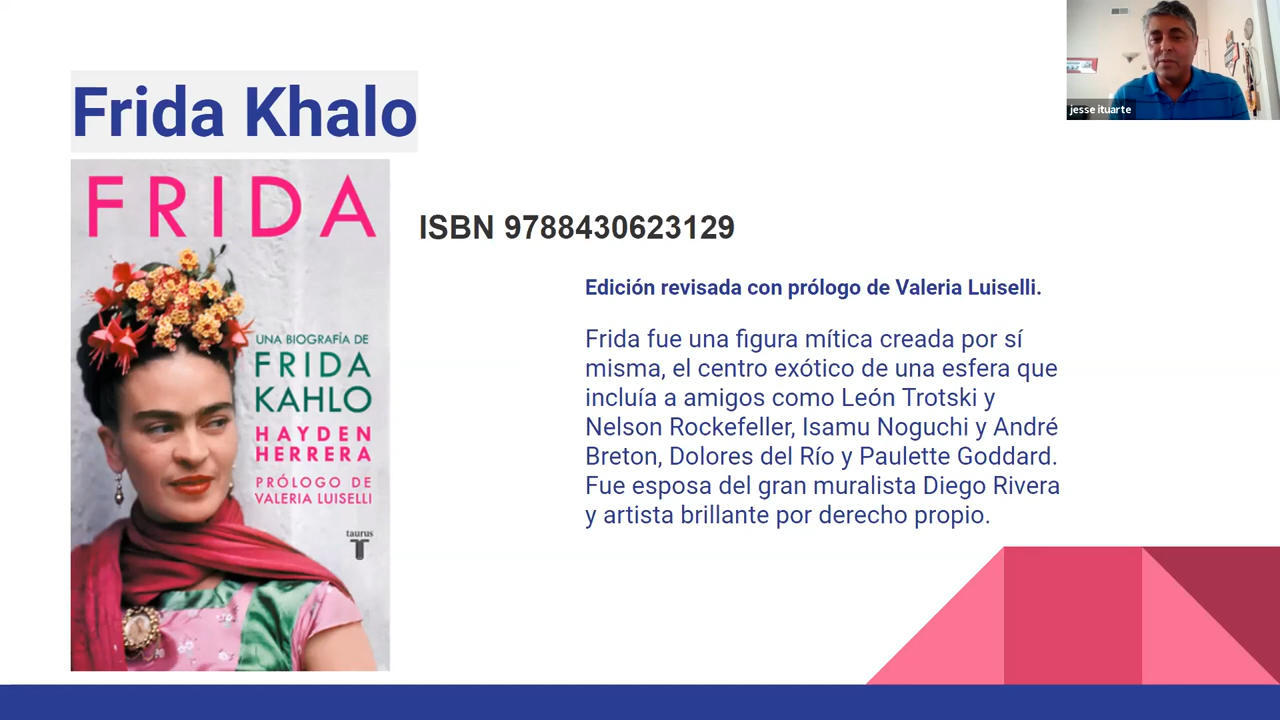 Frida Khalo
jesse ituarte
FRIDA
UNA BIOGRAFÍA DE
FRIDA
KAHLO
HAYDEN
HERRERA
PRÓLOGO DE
VALERIA LUISELLI
taurus
T
ISBN 9788430623129
Edición revisada con prólogo de Valeria Luiselli.
Frida fue una figura mítica creada por sí
misma, el centro exótico de una esfera que
incluía a amigos como León Trotski y
Nelson Rockefeller, Isamu Noguchi y André
Breton, Dolores del Río y Paulette Goddard.
Fue esposa del gran muralista Diego Rivera
y artista brillante por derecho propio.